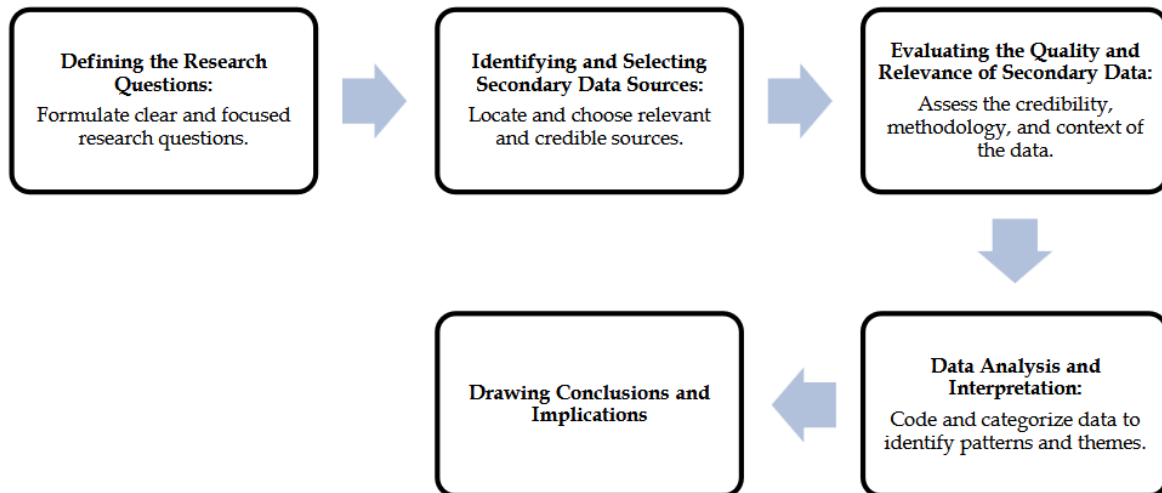 Defining the Research
Questions:
Formulate clear and focused
research questions.
Identifying and Selecting
Secondary Data Sources:
Locate and choose relevant
and credible sources.
Evaluating the Quality and
Relevance of Secondary Data:
Assess the credibility,
methodology, and context of
the data.
Data Analysis and
Interpretation:
Code and categorize data to
identify patterns and themes.
Drawing Conclusions and
Implications